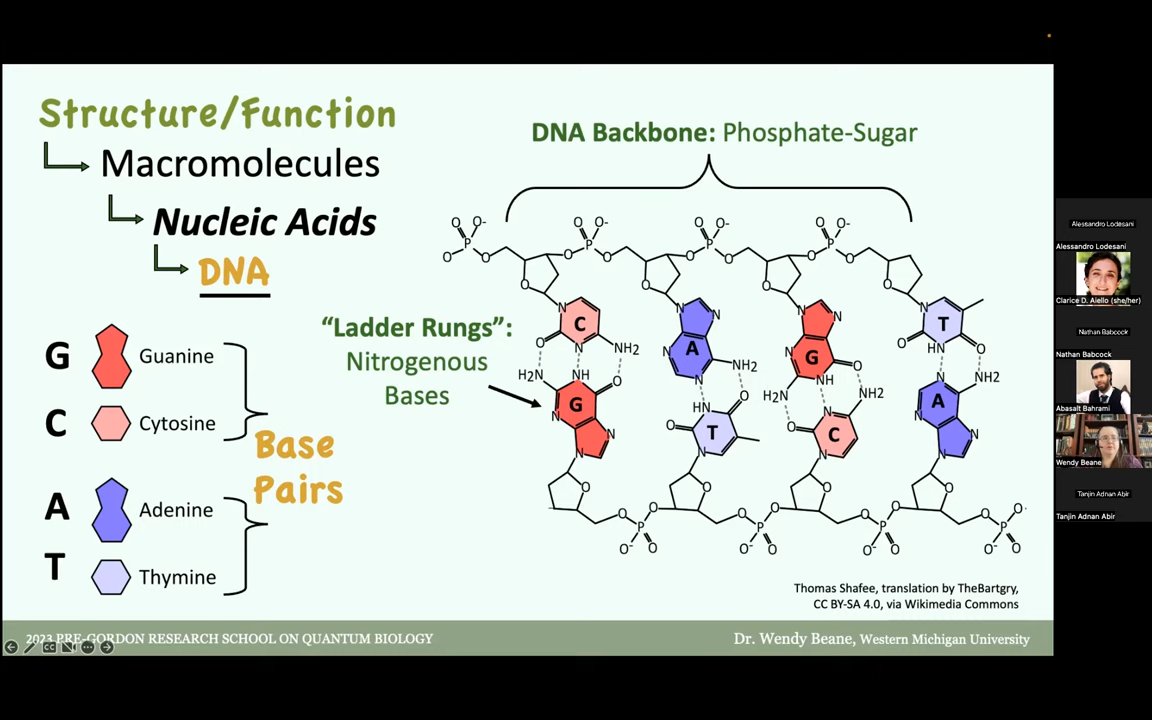 Structure/Function
Macromolecules
Nucleic Acids
DNA
G Guanine
C Cytosine
Base
Pairs
A Adenine
T Thymine
DNA Backbone: Phosphate-Sugar
"Ladder Rungs":
Nitrogenous
Bases
O O- O O- O O- O O-
P P P P
O O O O O O O O
O O O O
N N N N N
C N A N G N T
O N NH2 N NH2 N O O HN O
H2N NH O N H2N NH NH2 N NH2
G HN O O N A
N N O T C N N
O O O O
O O O O O O O O-
P P P P
O- O O- O O- O O- O
Thomas Shafee, translation by TheBartgry,
CC BY-SA 4.0, via Wikimedia Commons
2023 PRE-GORDON RESEARCH SCHOOL ON QUANTUM BIOLOGY
Dr. Wendy Beane, Western Michigan University
CC
Alessandro Lodesani
Alessandro Lodesani
Clarice D. Aiello (she/her)
Nathan Babcock
Nathan Babcock
Abasalt Bahrami
Wendy Beane
Tanjin Adnan Abir
Tanjin Adnan Abir